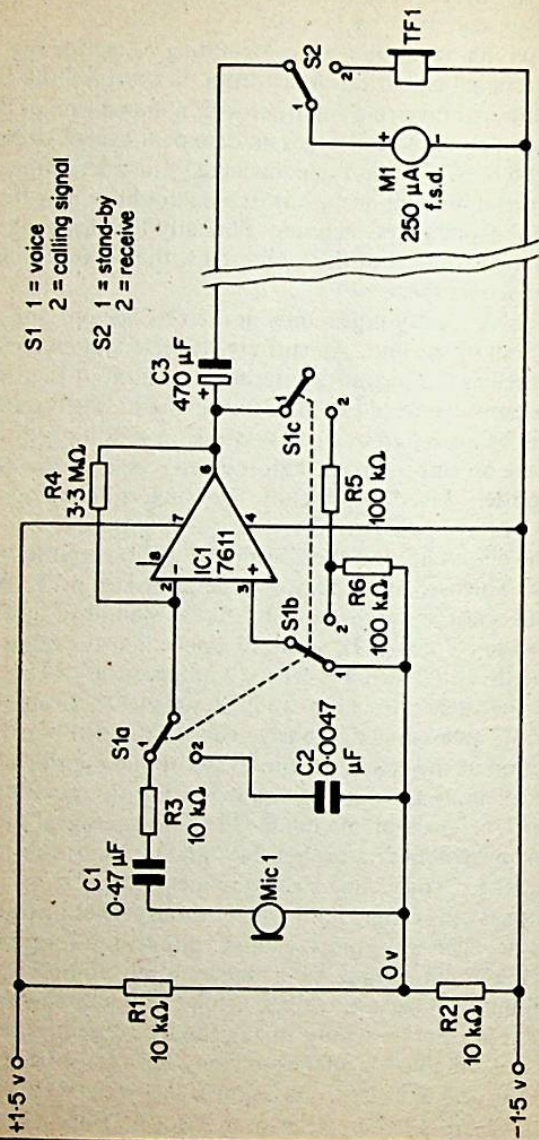 S1 1 = voice
2 = calling signal
S2 1 = stand-by
2 = receive
+1·5 v
R1
10 kΩ
R2
10 kΩ
0 v
-1·5 v
C1
0·47 µF
Mic 1
R3
10 kΩ
S1a
1
2
C2
0·0047
µF
R4
3·3 MΩ
IC1
7611
2
-
3
+
8
7
6
4
S1b
1
2
R6
100 kΩ
R5
100 kΩ
S1c
1
2
C3
470 µF
+
S2
1
2
M1
250 µA
f.s.d.
+
-
TF1